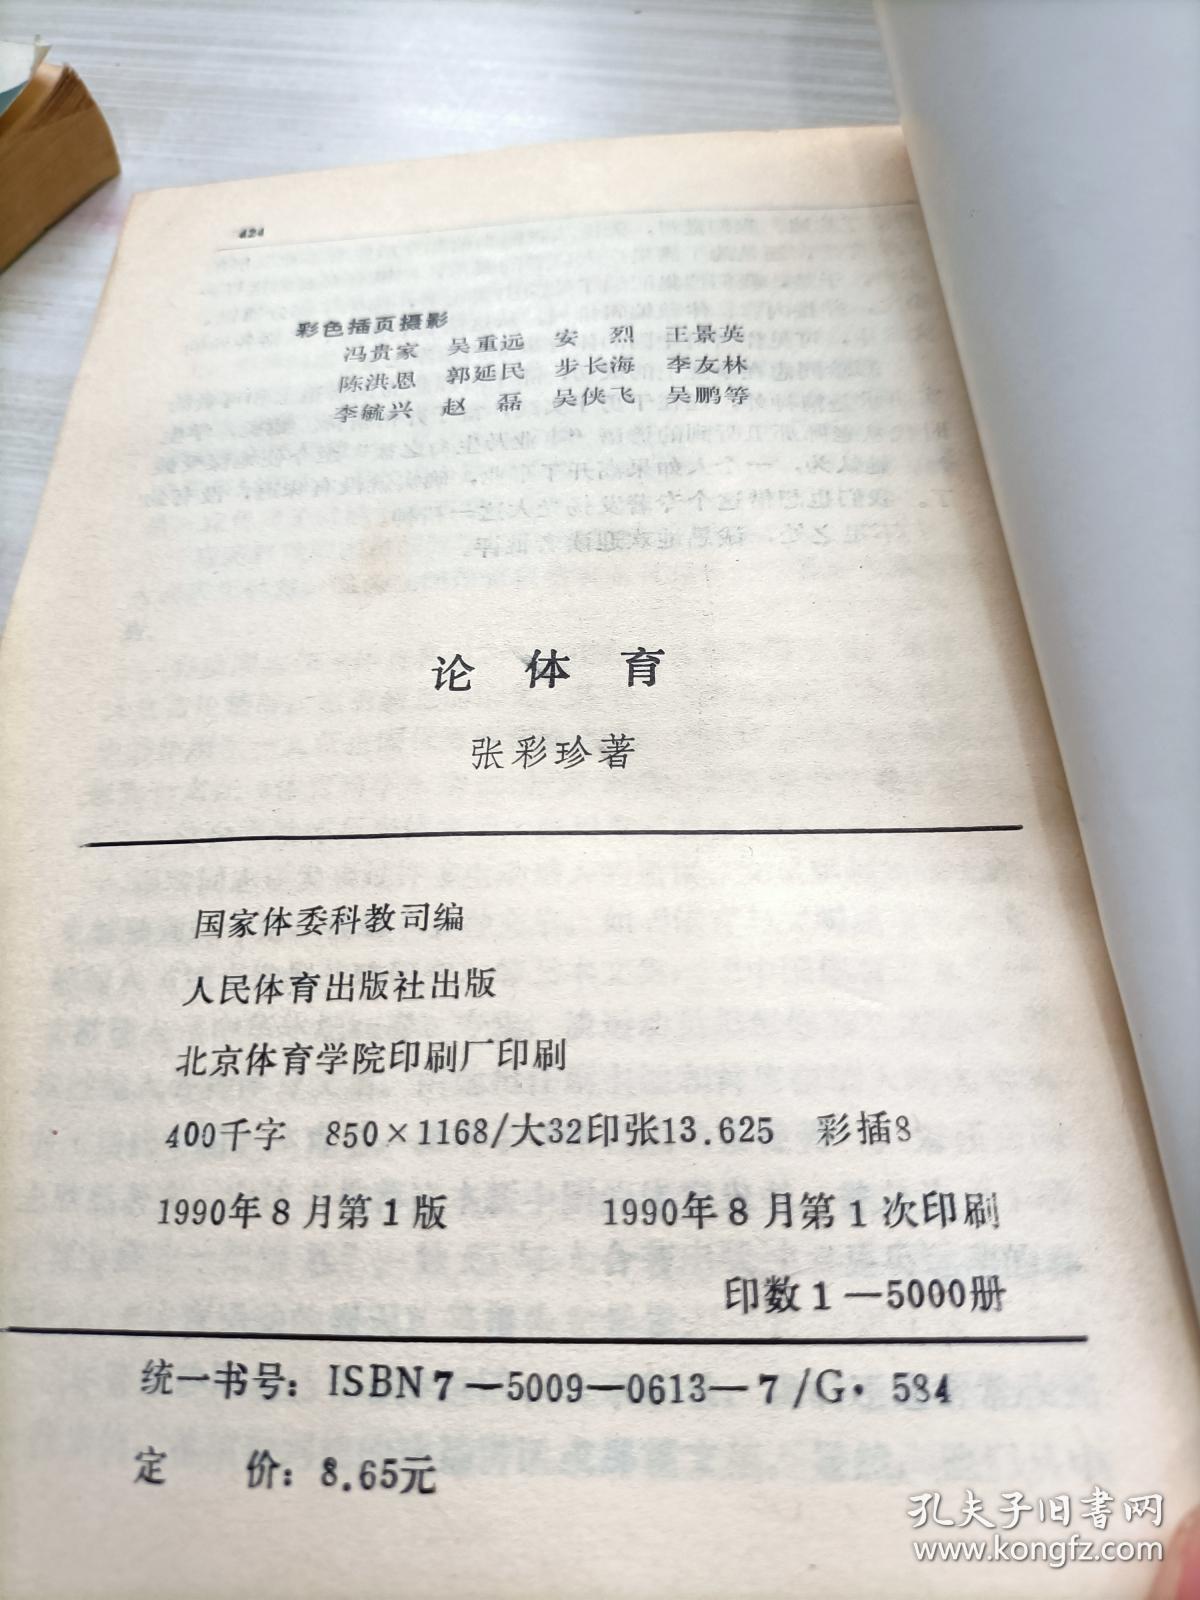 424
彩色插页摄影
冯贵家 吴重远 安 烈 王景英
陈洪恩 郭延民 步长海 李友林
李毓兴 赵 磊 吴侠飞 吴鹏等
论体育
张彩珍著
国家体委科教司编
人民体育出版社出版
北京体育学院印刷厂印刷
400千字 850×1168/大32印张13.625 彩插8
1990年8月第1版 1990年8月第1次印刷
印数1—5000册
统一书号：ISBN7—5009—0613—7/G·584
定 价：8.65元
孔夫子旧书网
www.kongfz.com